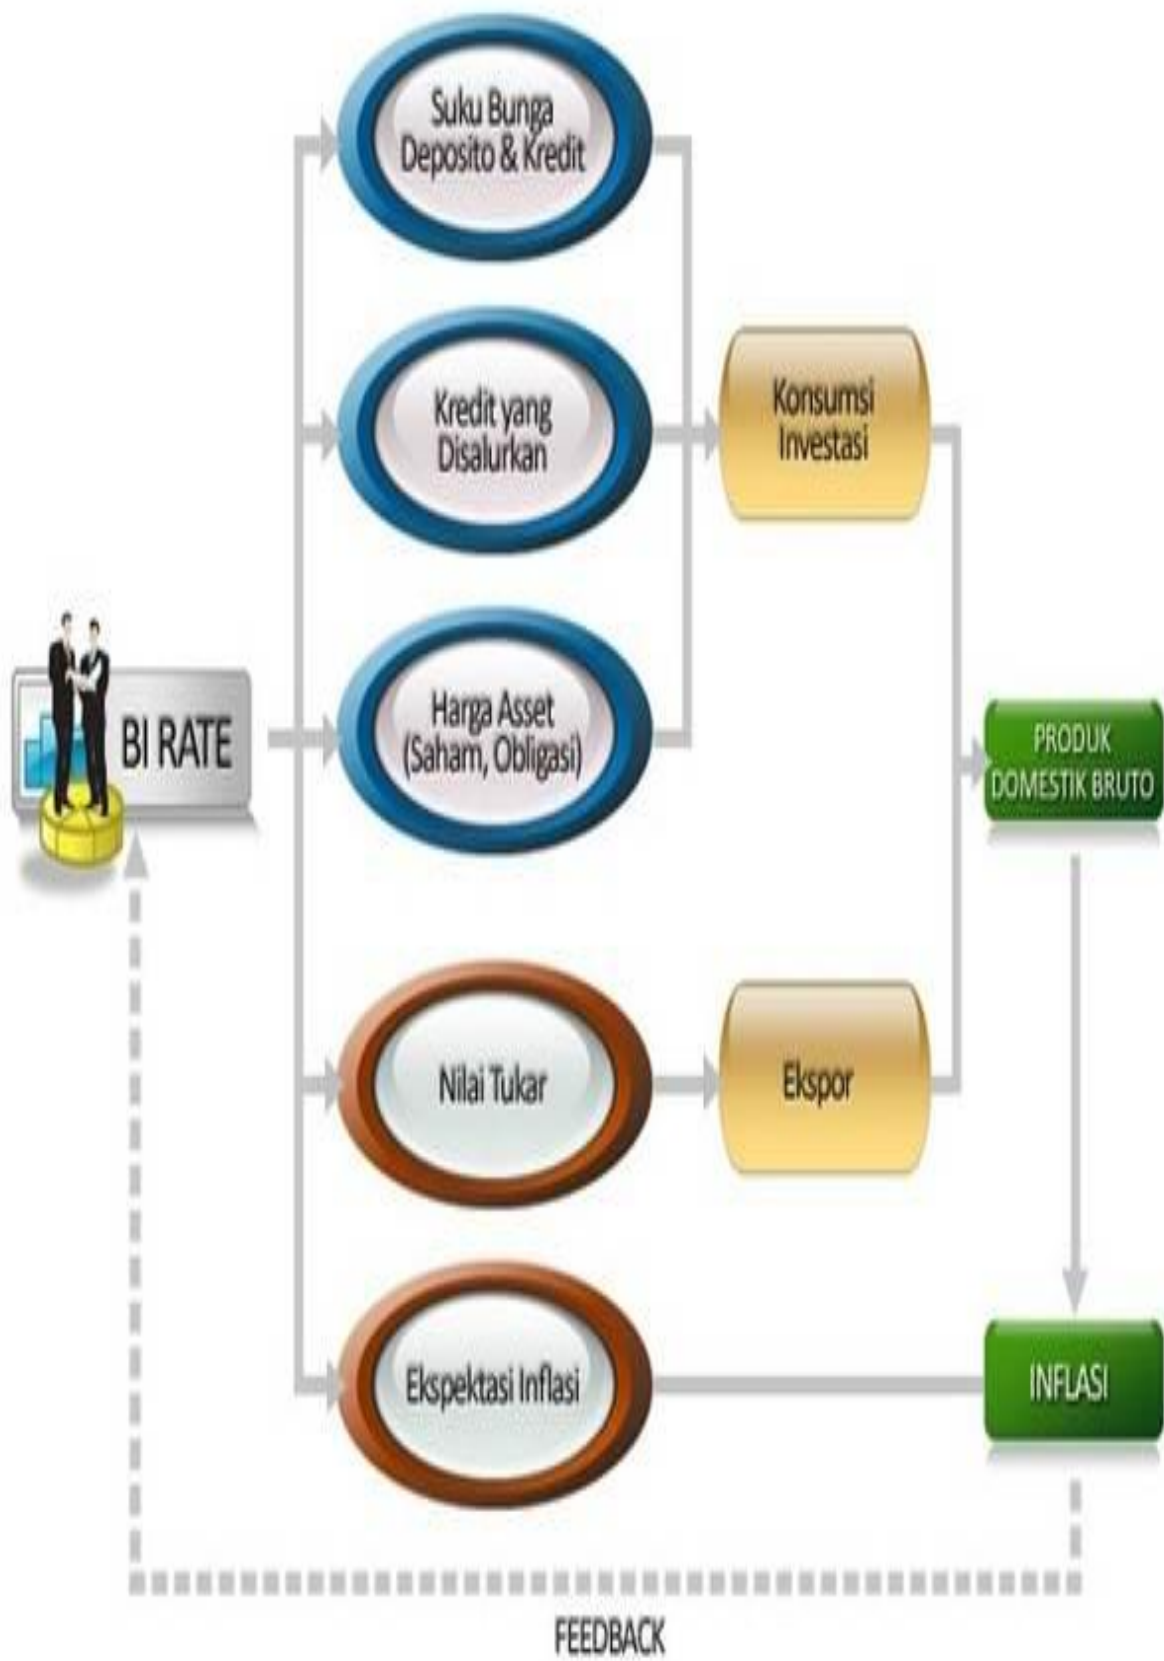 Suku Bunga
Deposito & Kredit
Kredit yang
Disalurkan
Konsumsi
Investasi
Harga Asset
(Saham, Obligasi)
BI RATE
PRODUK
DOMESTIK BRUTO
Nilai Tukar
Ekspor
Ekspektasi Inflasi
INFLASI
FEEDBACK